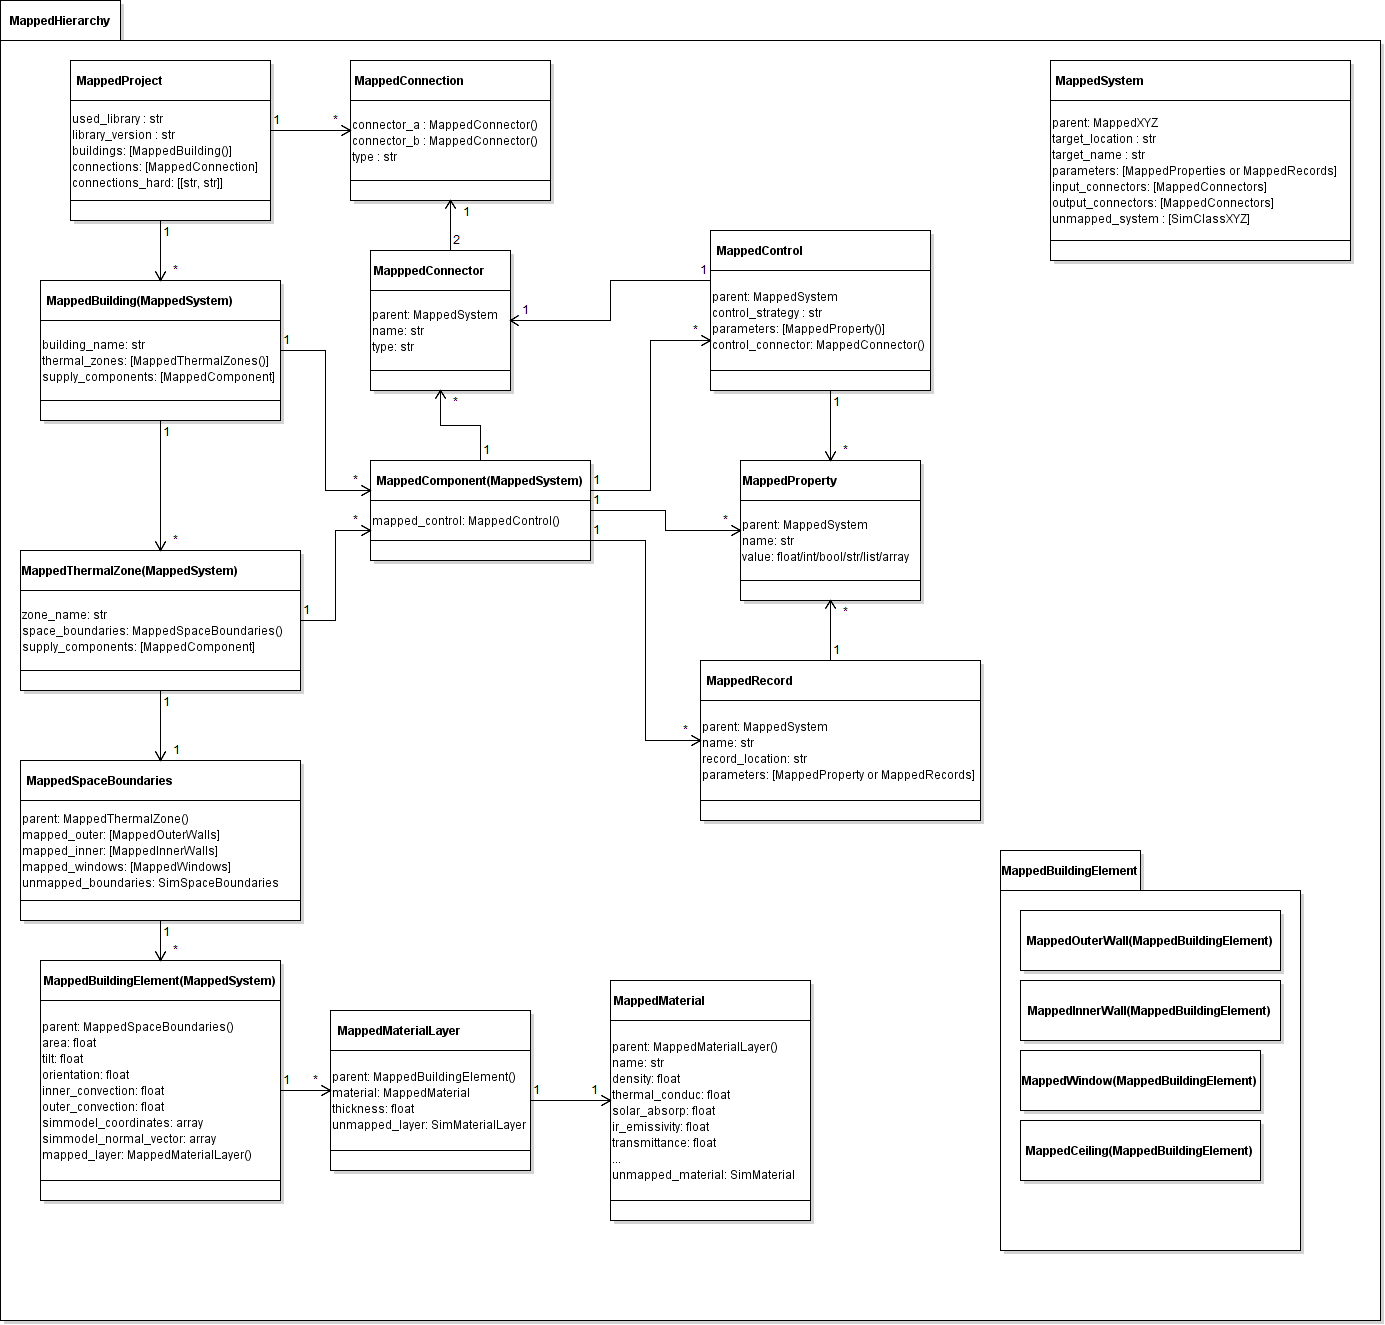 MappedHierarchy
MappedProject
used_library : str
library_version : str
buildings: [MappedBuilding()]
connections: [MappedConnection]
connections_hard: [[str, str]]
1
*
MappedConnection
connector_a : MappedConnector()
connector_b : MappedConnector()
type : str
MappedSystem
parent: MappedXYZ
target_location : str
target_name : str
parameters: [MappedProperties or MappedRecords]
input_connectors: [MappedConnectors]
output_connectors: [MappedConnectors]
unmapped_system : [SimClassXYZ]
1
*
1
2
MappedBuilding(MappedSystem)
building_name: str
thermal_zones: [MappedThermalZones()]
supply_components: [MappedComponent]
1
*
1
*
MapppedConnector
parent: MappedSystem
name: str
type: str
1
1
MappedControl
parent: MappedSystem
control_strategy : str
parameters: [MappedProperty()]
control_connector: MappedConnector()
*
1
*
*
1
MappedComponent(MappedSystem)
mapped_control: MappedControl()
1
1
1
*
*
MappedProperty
parent: MappedSystem
name: str
value: float/int/bool/str/list/array
*
1
MappedThermalZone(MappedSystem)
zone_name: str
space_boundaries: MappedSpaceBoundaries()
supply_components: [MappedComponent]
1
1
1
*
*
MappedRecord
parent: MappedSystem
name: str
record_location: str
parameters: [MappedProperty or MappedRecords]
MappedSpaceBoundaries
parent: MappedThermalZone()
mapped_outer: [MappedOuterWalls]
mapped_inner: [MappedInnerWalls]
mapped_windows: [MappedWindows]
unmapped_boundaries: SimSpaceBoundaries
1
*
MappedBuildingElement(MappedSystem)
parent: MappedSpaceBoundaries()
area: float
tilt: float
orientation: float
inner_convection: float
outer_convection: float
simmodel_coordinates: array
simmodel_normal_vector: array
mapped_layer: MappedMaterialLayer()
1
*
MappedMaterialLayer
parent: MappedBuildingElement()
material: MappedMaterial
thickness: float
unmapped_layer: SimMaterialLayer
1
1
MappedMaterial
parent: MappedMaterialLayer()
name: str
density: float
thermal_conduc: float
solar_absorp: float
ir_emissivity: float
transmittance: float
...
unmapped_material: SimMaterial
MappedBuildingElement
MappedOuterWall(MappedBuildingElement)
MappedInnerWall(MappedBuildingElement)
MappedWindow(MappedBuildingElement)
MappedCeiling(MappedBuildingElement)